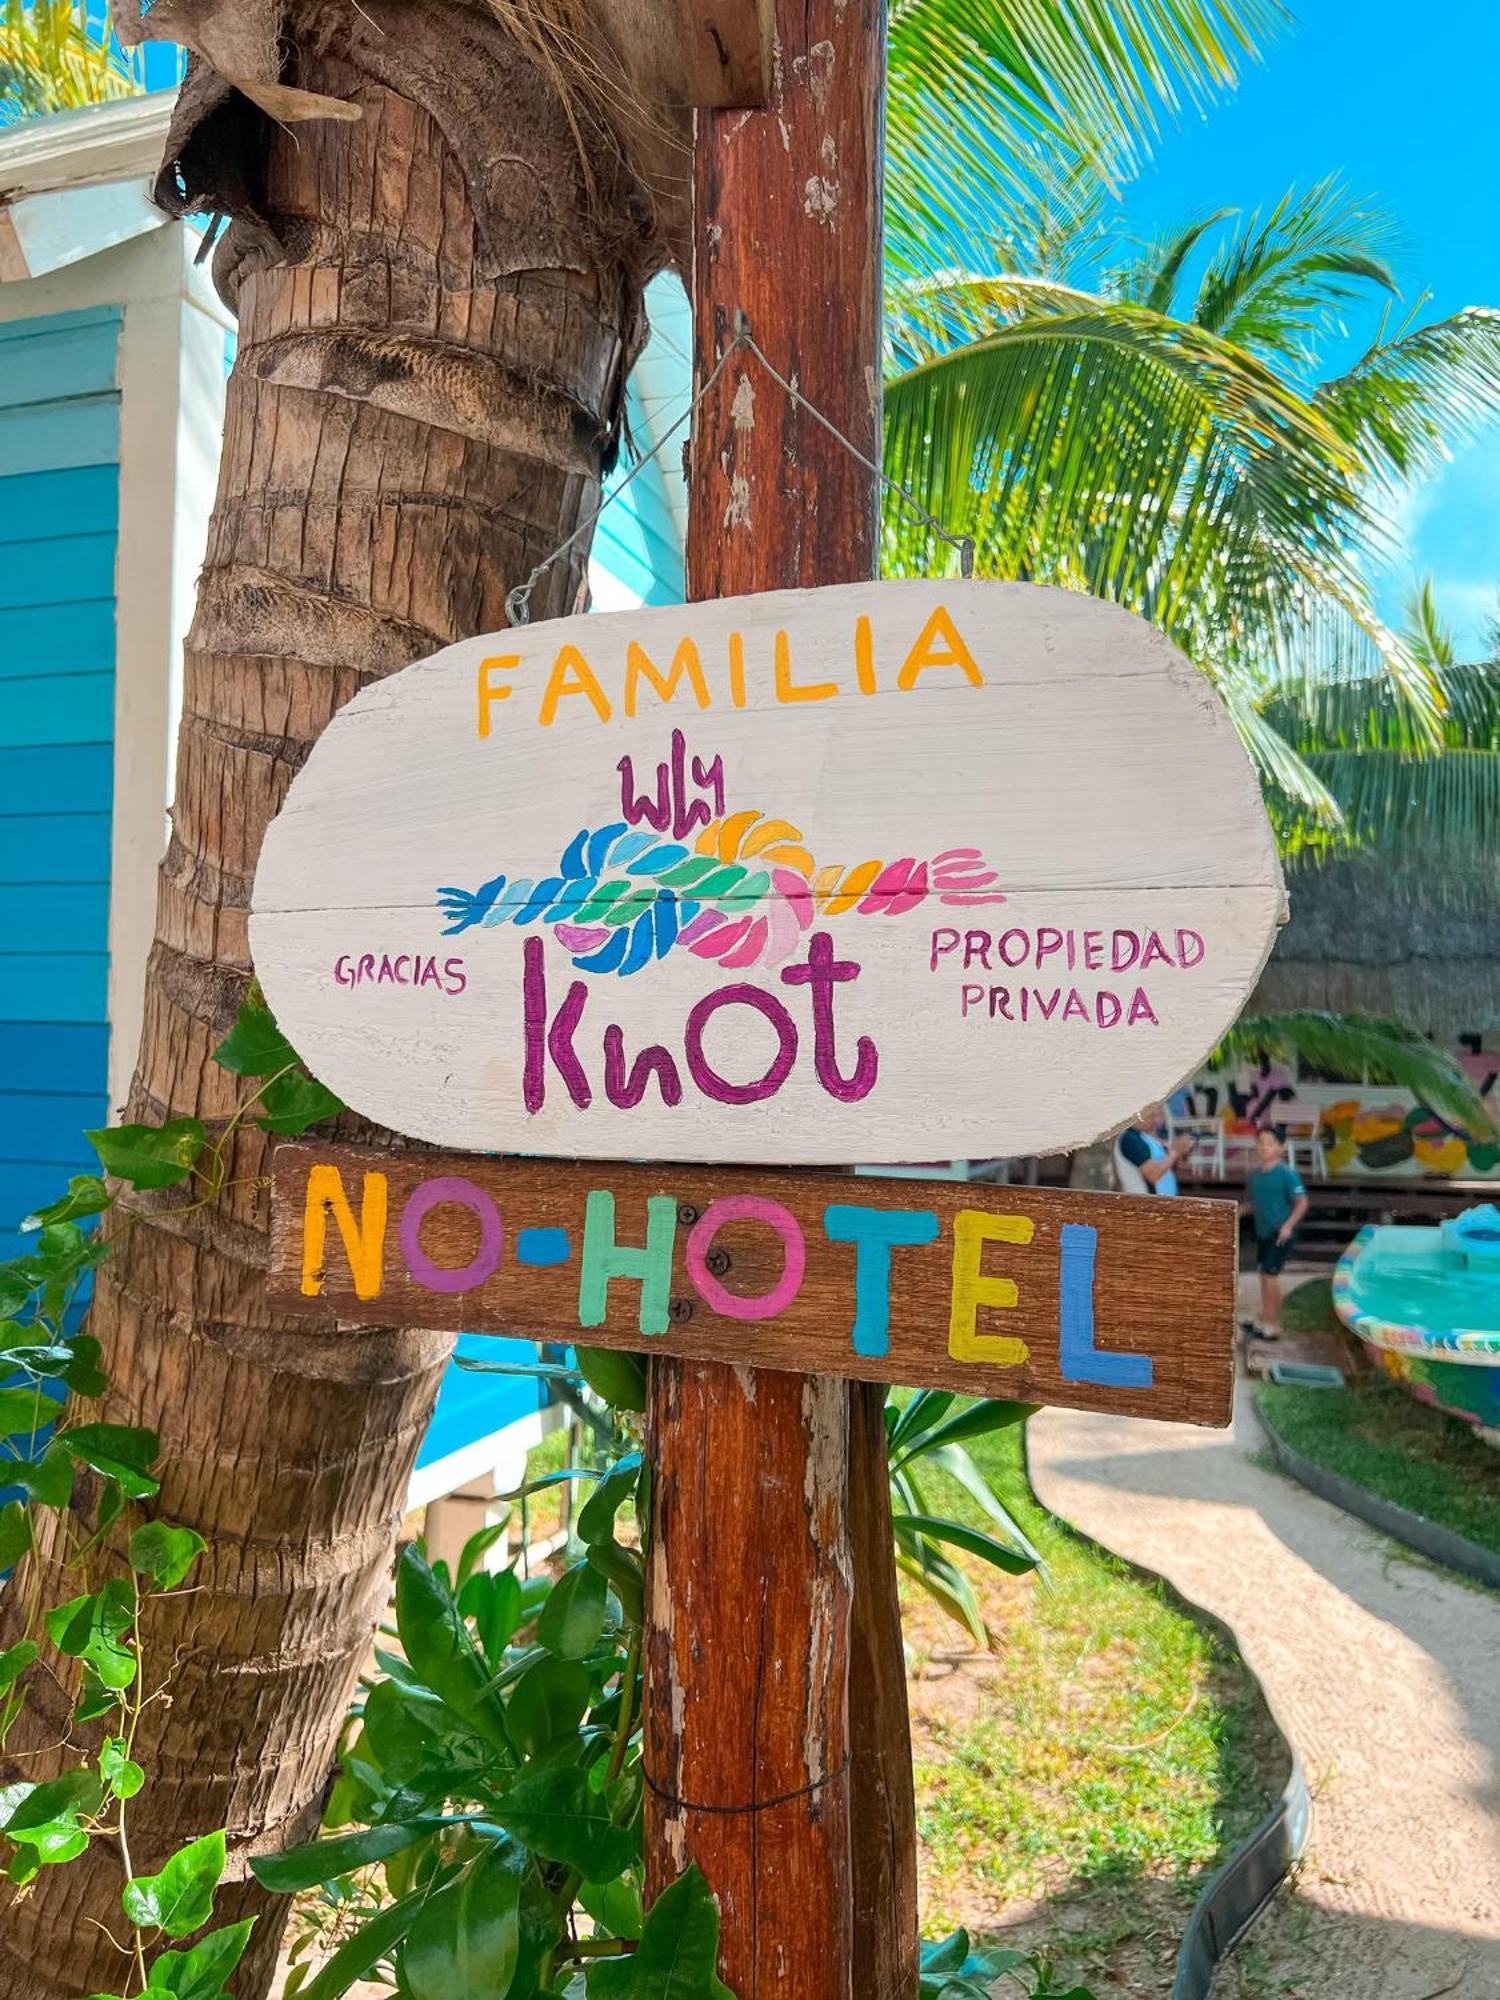 FAMILIA
Why
Knot
GRACIAS
PROPIEDAD
PRIVADA
NO-HOTEL